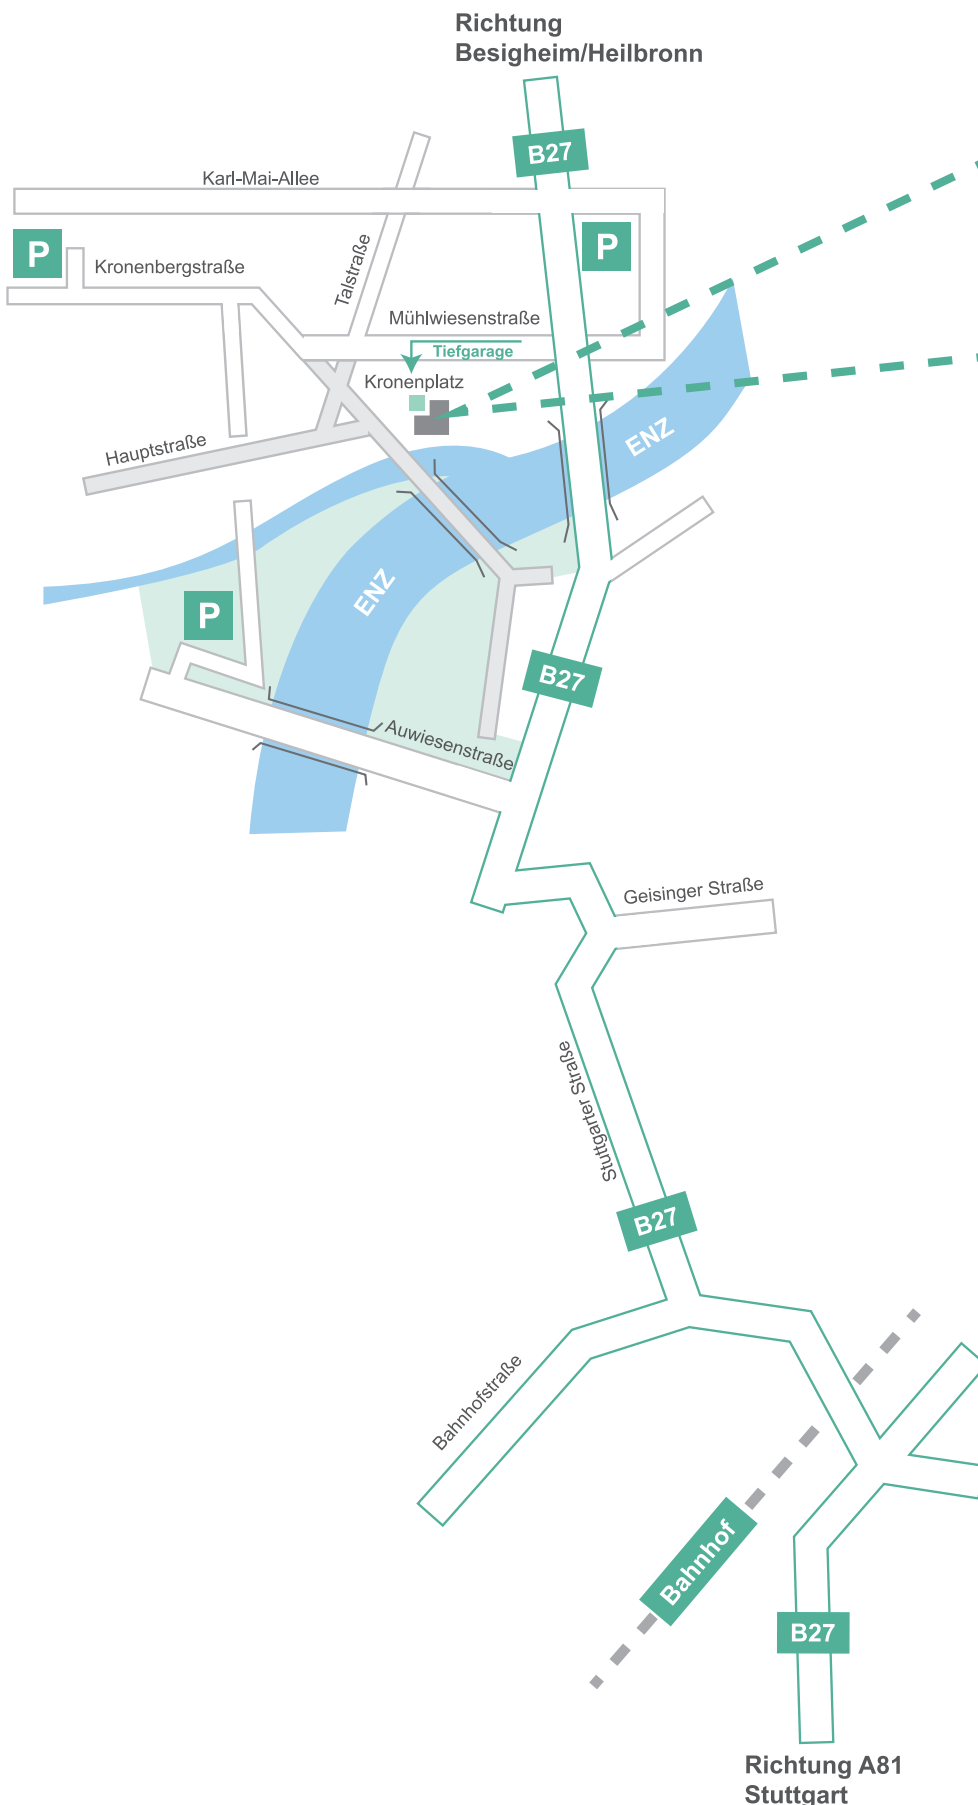 Richtung
Besigheim/Heilbronn
B27
Karl-Mai-Allee
P
P
Kronenbergstraße
Talstraße
Mühlwiesenstraße
Tiefgarage
Kronenplatz
Hauptstraße
ENZ
ENZ
P
B27
Auwiesenstraße
Geisinger Straße
Stuttgarter Straße
B27
Bahnhofstraße
Bahnhof
B27
Richtung A81
Stuttgart